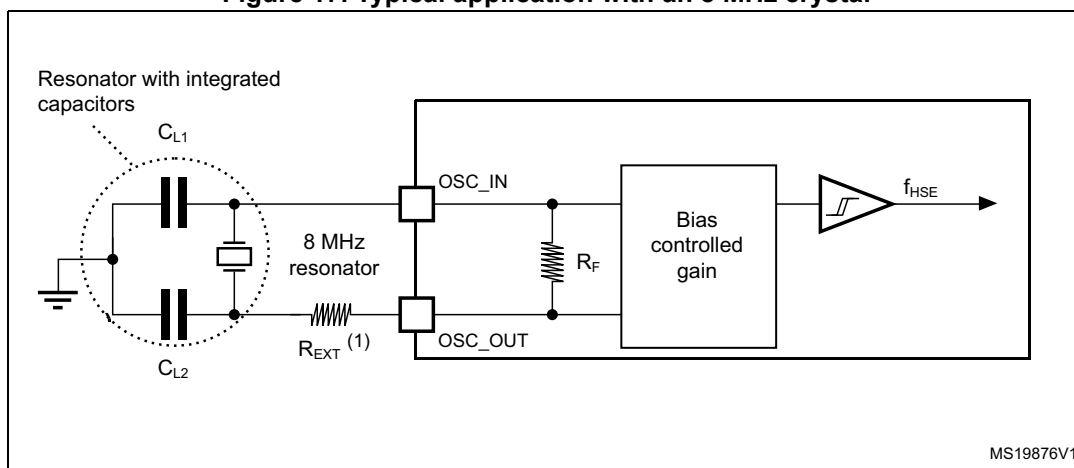 Resonator with integrated
capacitors
CL1
OSC_IN
fHSE
8 MHz
resonator
RF
Bias
controlled
gain
REXT (1)
OSC_OUT
CL2
MS19876V1